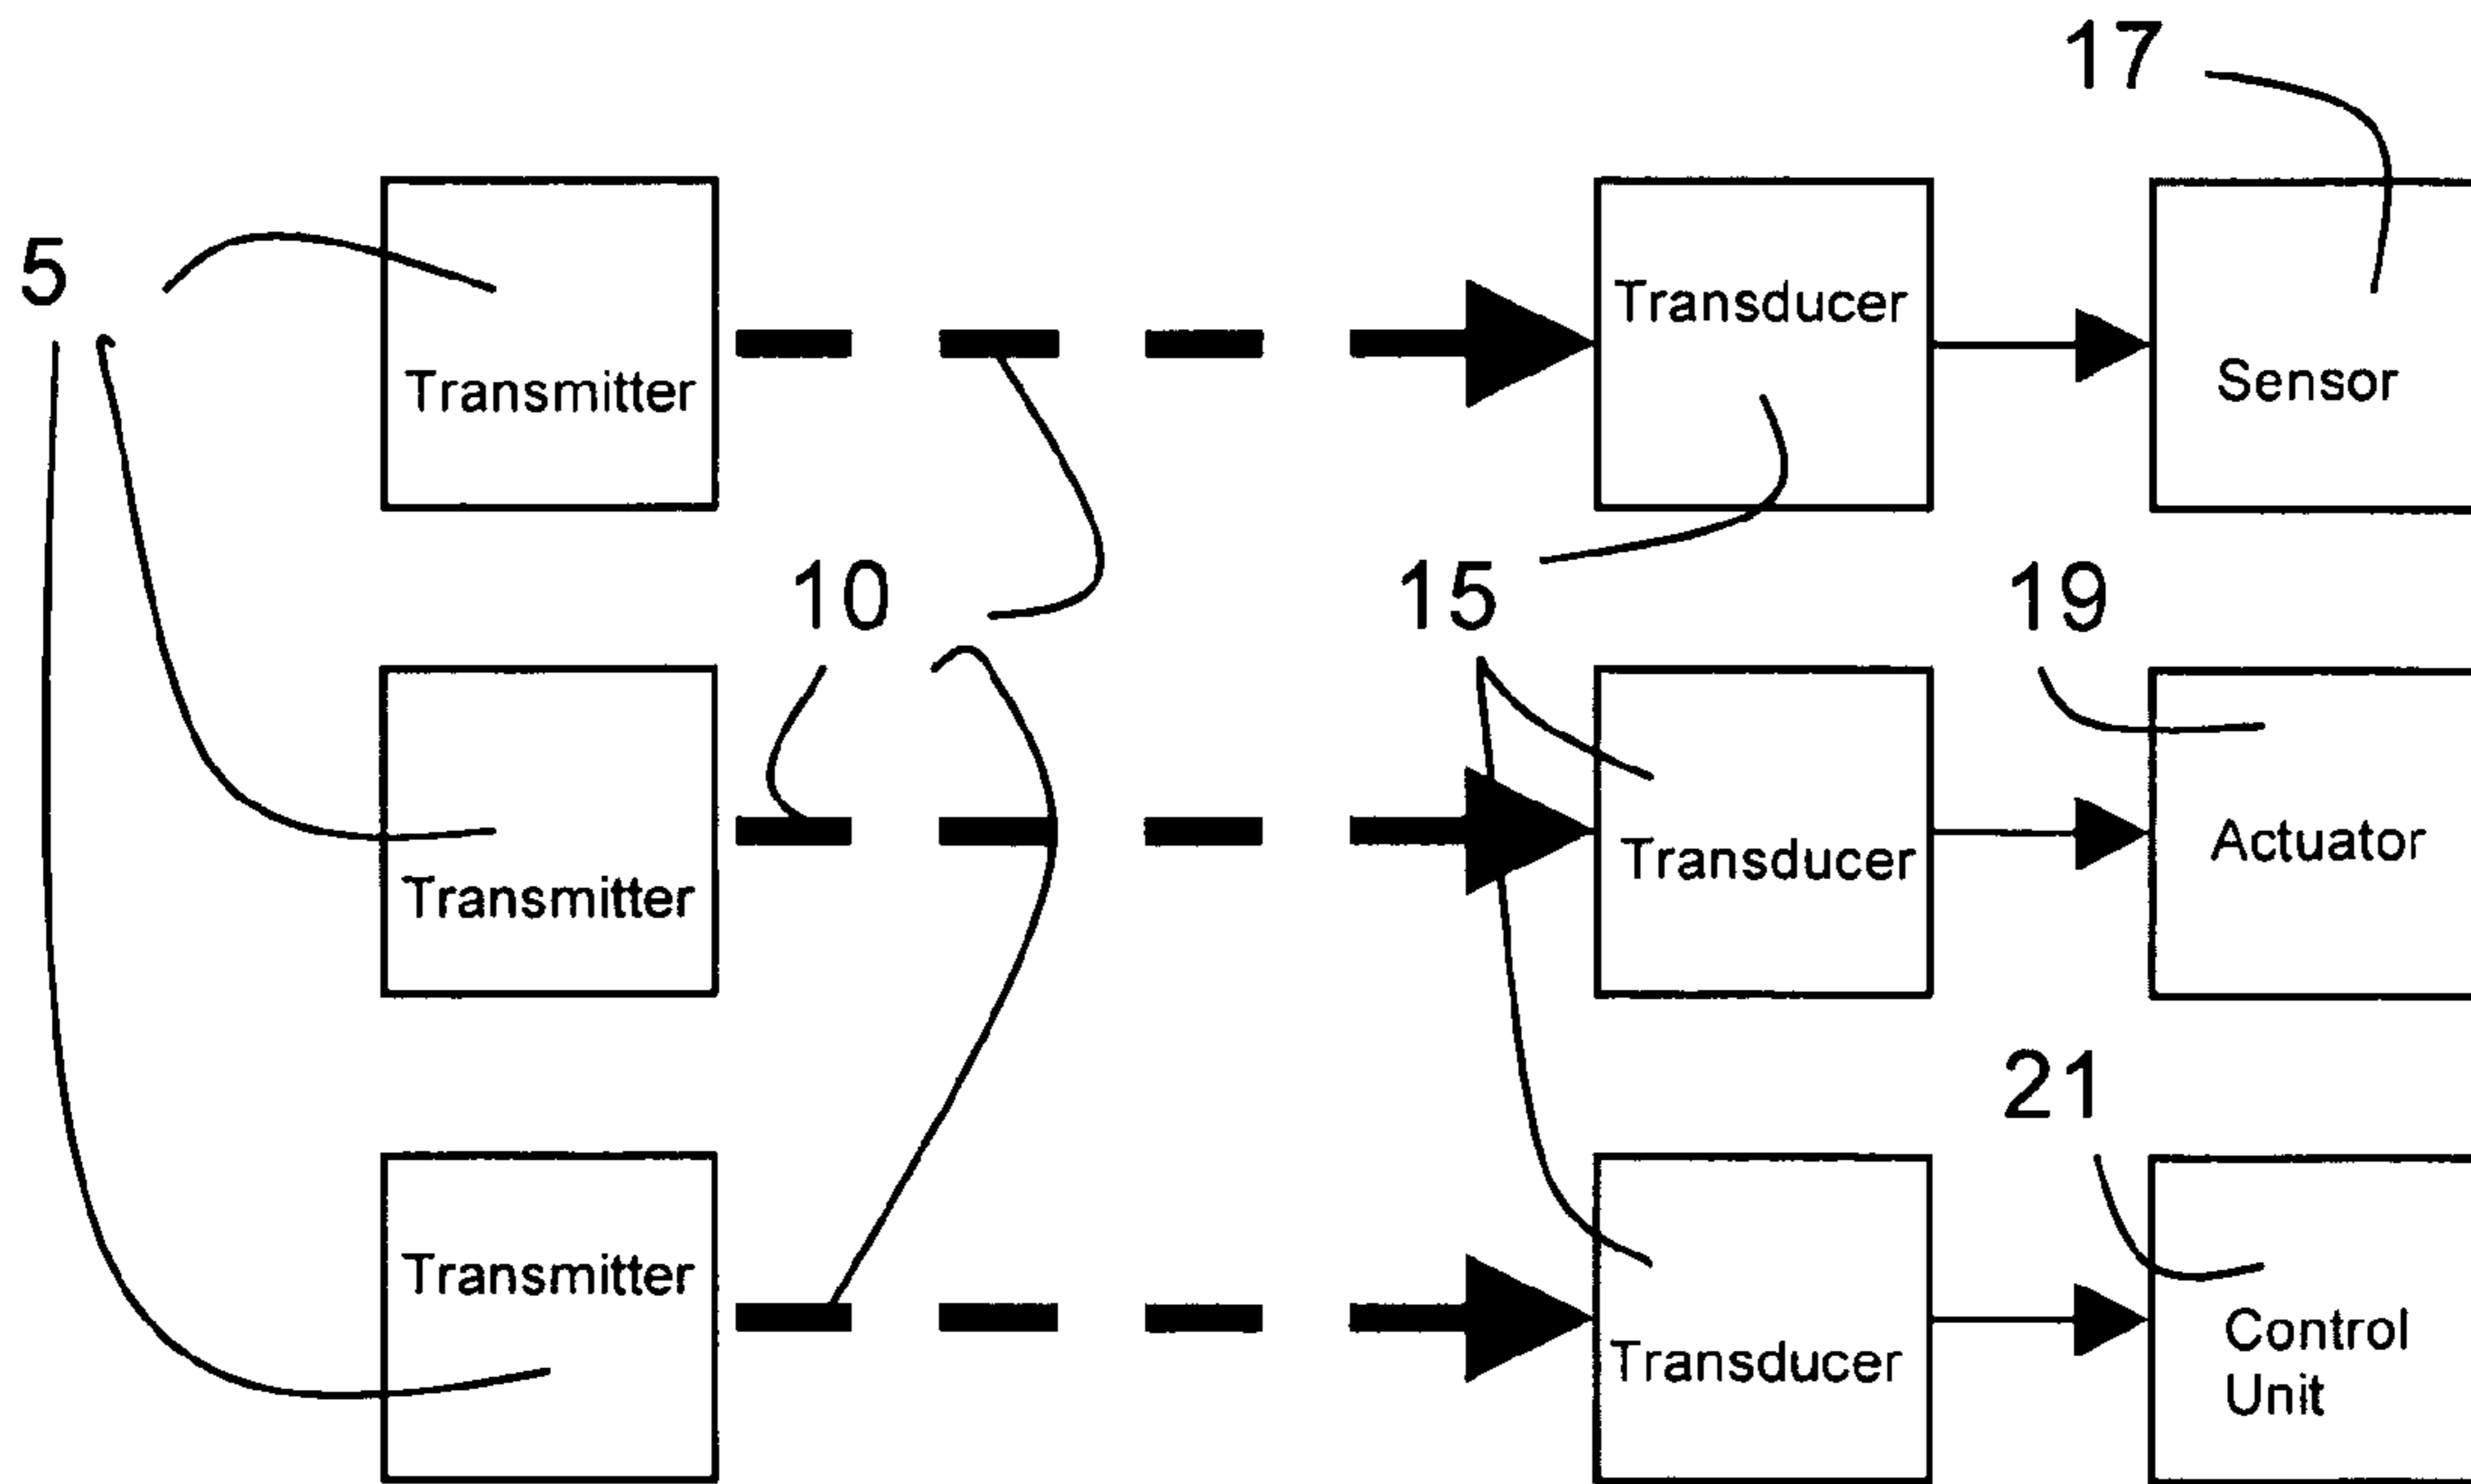 17
5
Transducer
Transmitter
Sensor
10
15
19
Transmitter
Transducer
Actuator
21
Transmitter
Transducer
Control
Unit